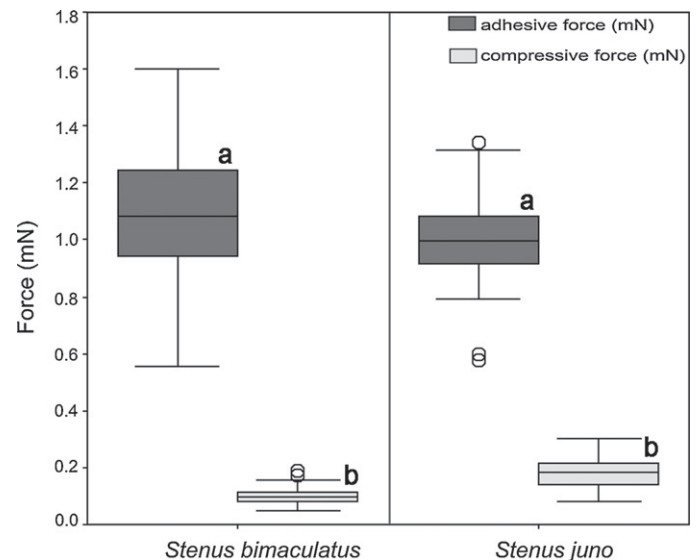 1.8
1.6
1.4
1.2
1.0
0.8
0.6
0.4
0.2
0.0
Force (mN)
adhesive force (mN)
compressive force (mN)
a
b
a
b
Stenus bimaculatus
Stenus juno